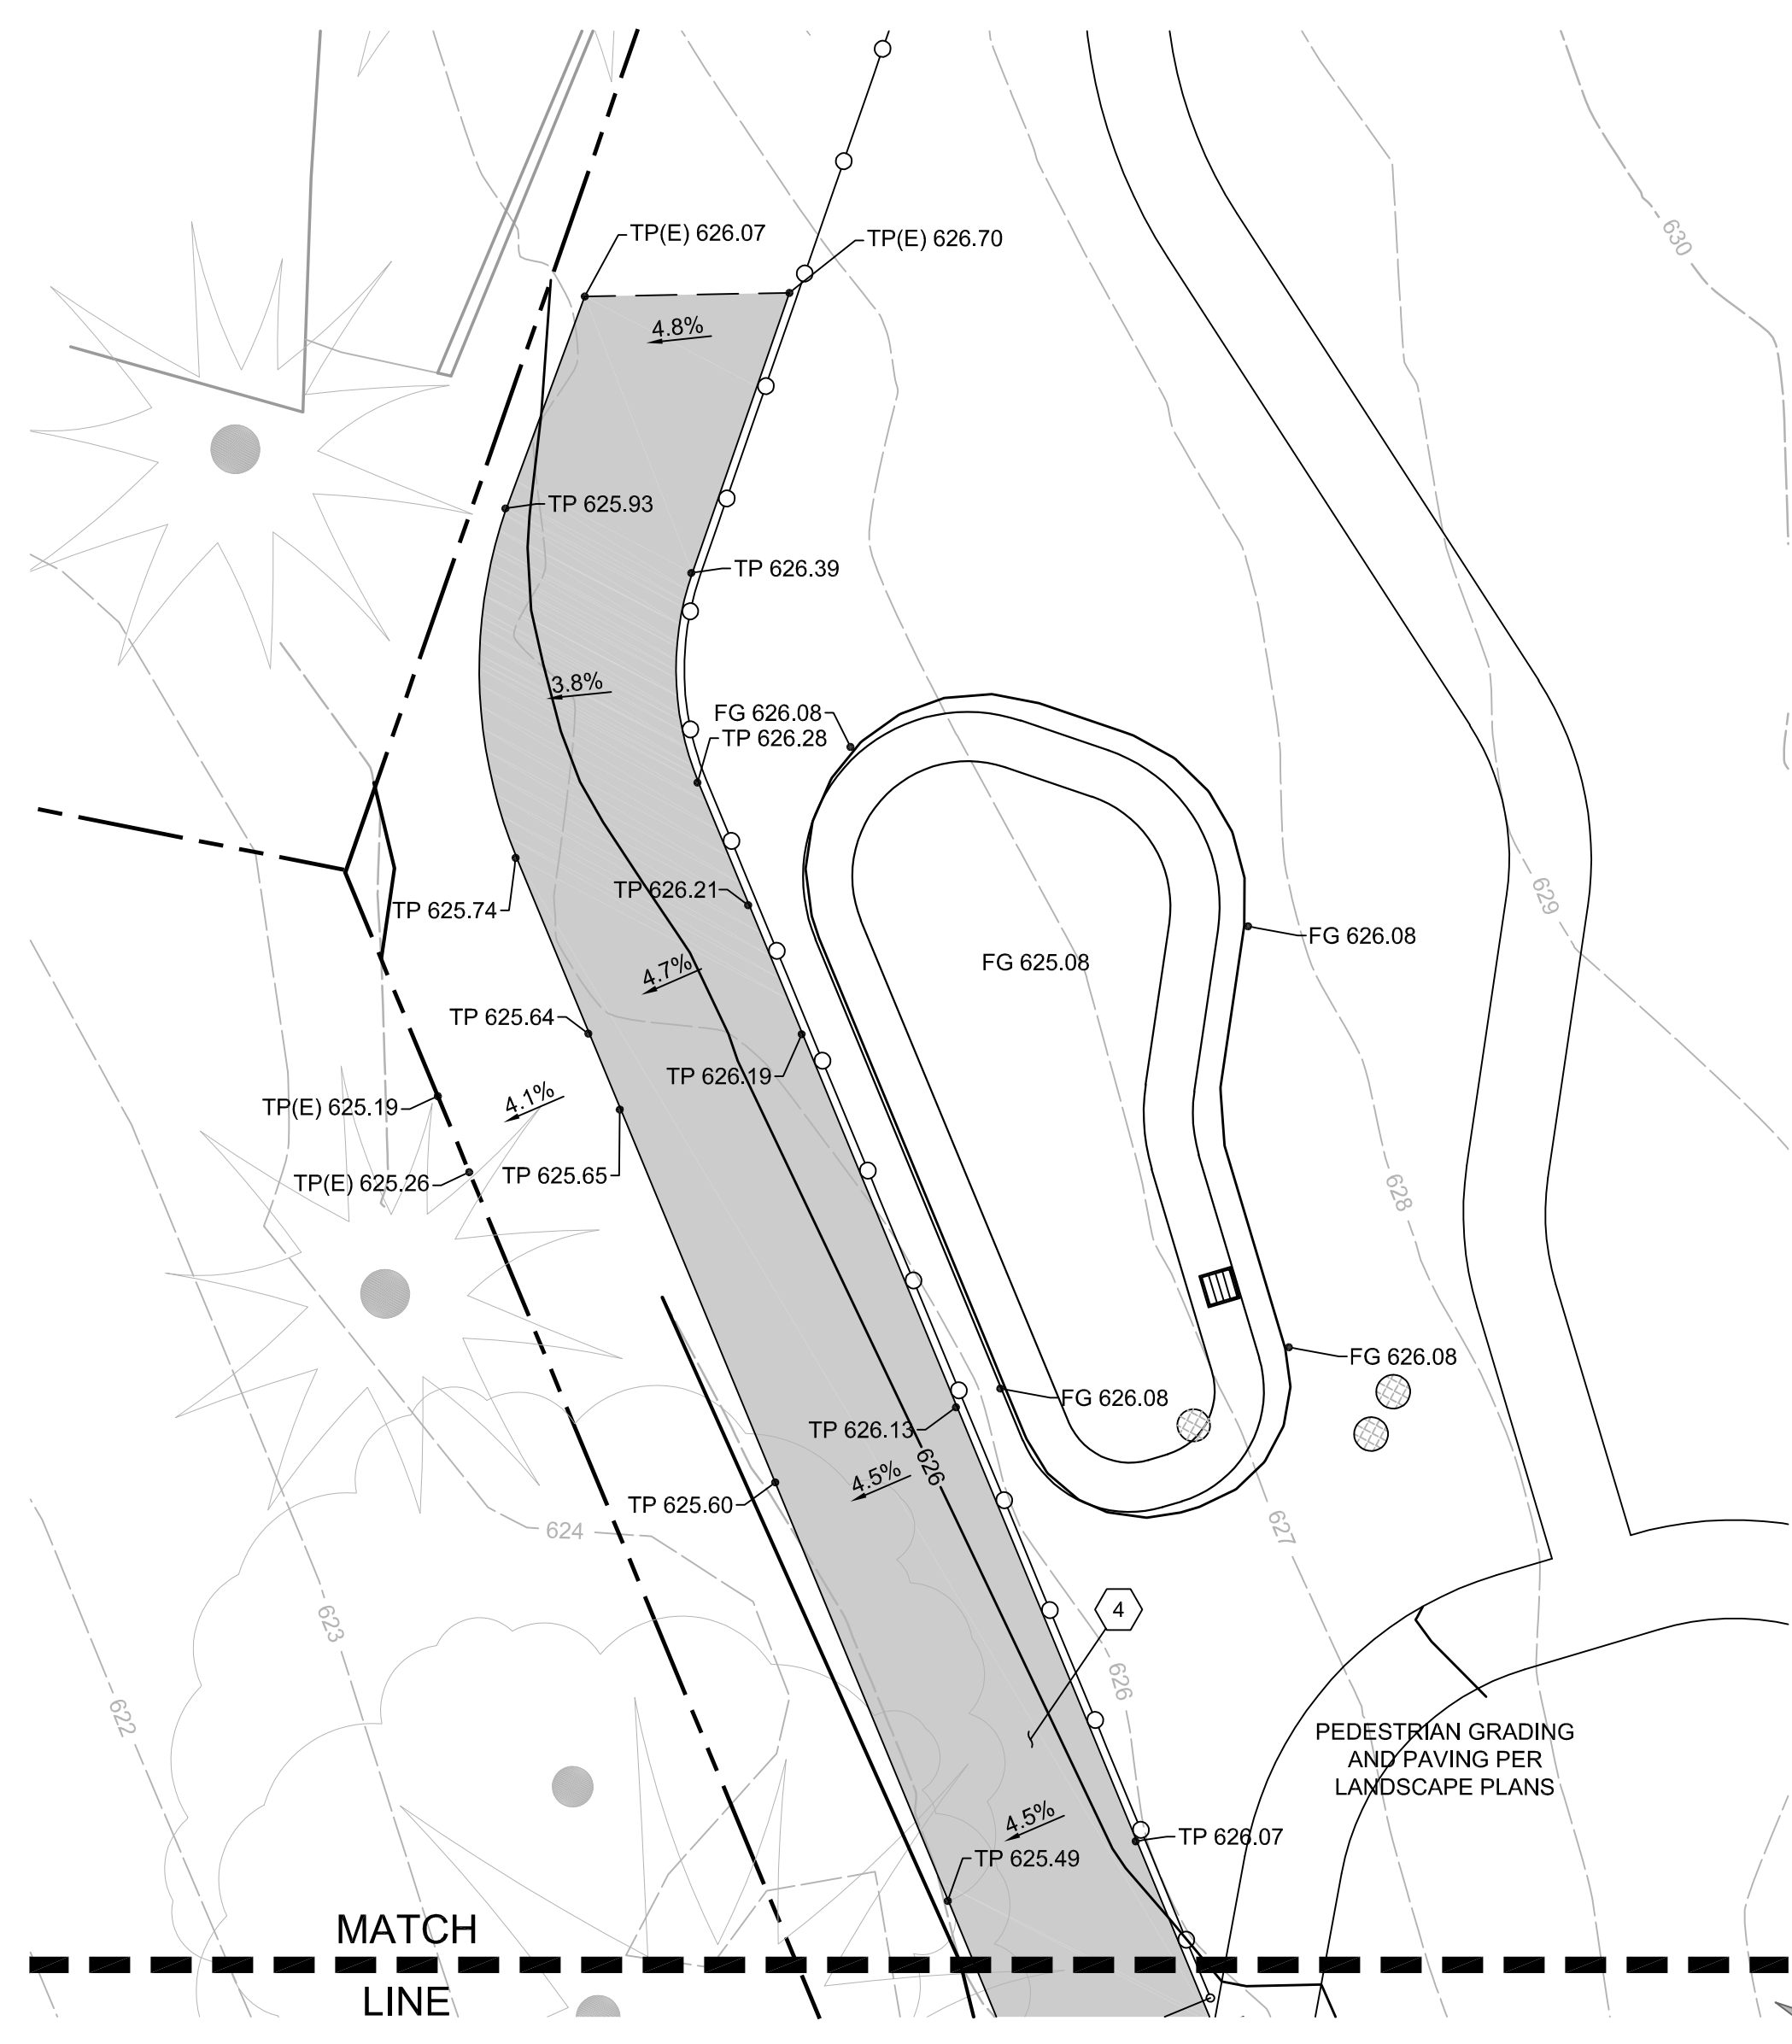 630
TP(E) 626.07
TP(E) 626.70
4.8%
TP 625.93
TP 626.39
3.8%
FG 626.08
TP 626.28
TP 626.21
629
TP 625.74
FG 626.08
FG 625.08
4.7%
TP 625.64
TP 626.19
TP(E) 625.19
4.1%
TP(E) 625.26
TP 625.65
628
FG 626.08
FG 626.08
TP 626.13
626
4.5%
TP 625.60
624
627
4
623
626
622
PEDESTRIAN GRADING
AND PAVING PER
LANDSCAPE PLANS
4.5%
TP 626.07
TP 625.49
MATCH
LINE